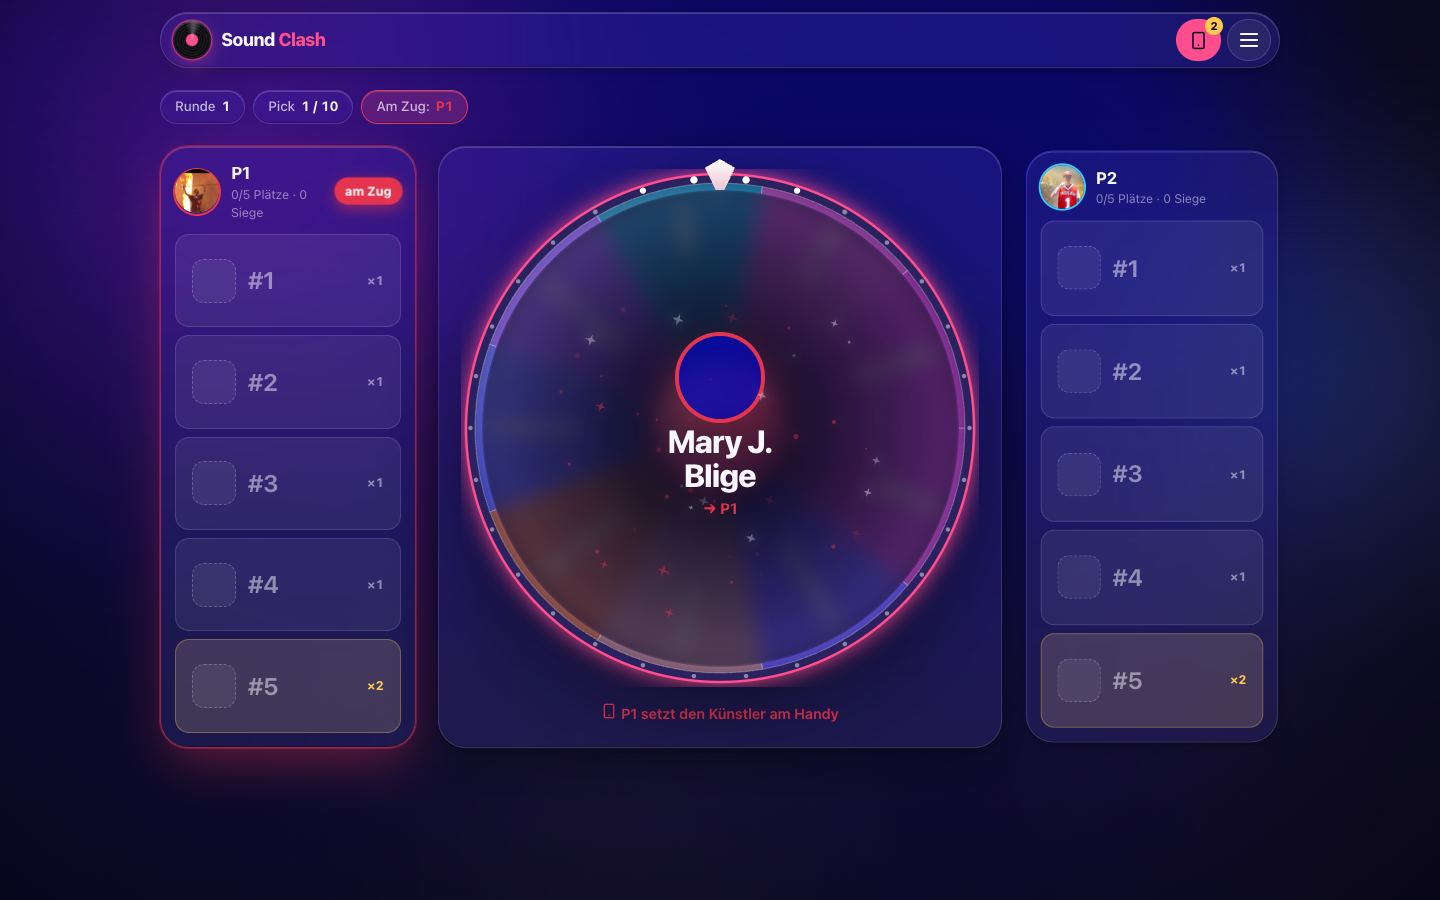 Sound Clash
2
Runde 1
Pick 1 / 10
Am Zug: P1
P1
0/5 Plätze · 0
Siege
am Zug
#1 ×1
#2 ×1
#3 ×1
#4 ×1
#5 ×2
Mary J.
Blige
→ P1
P1 setzt den Künstler am Handy
P2
0/5 Plätze · 0 Siege
#1 ×1
#2 ×1
#3 ×1
#4 ×1
#5 ×2